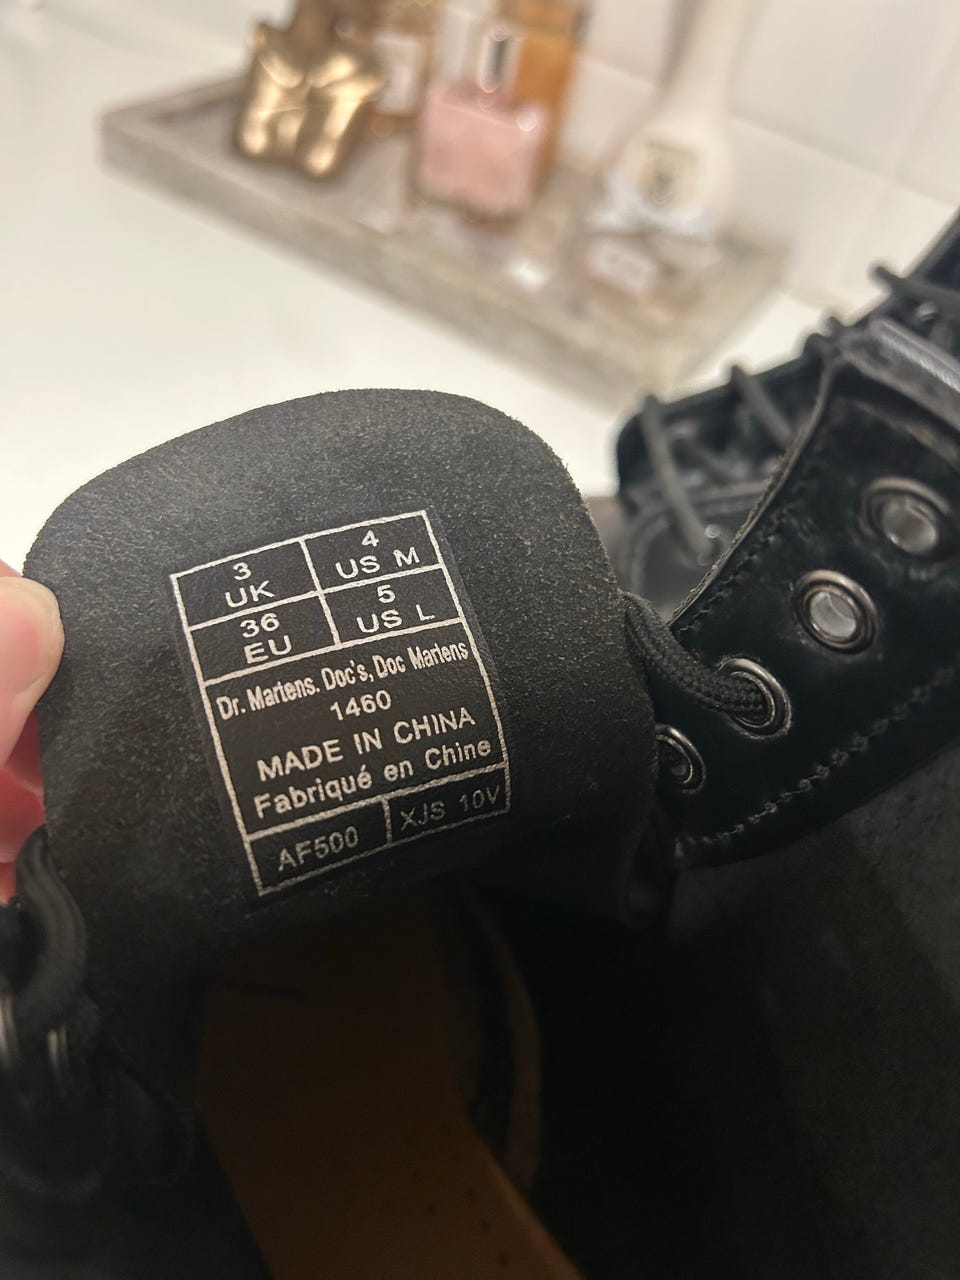 3 UK
4 US M
36 EU
5 US L
Dr. Martens. Doc's, Doc Martens
1460
MADE IN CHINA
Fabriqué en Chine
AF500
XJS 10V